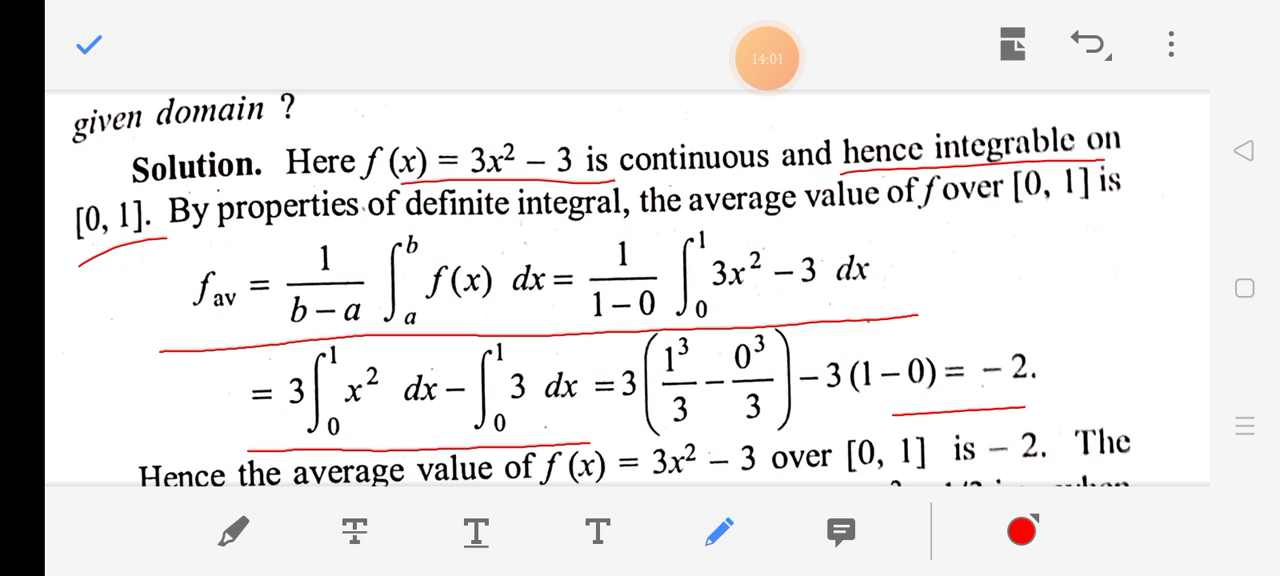 14:01
given domain ?
Solution. Here f (x) = 3x² – 3 is continuous and hence integrable on
[0, 1]. By properties of definite integral, the average value of f over [0, 1] is
f_av = 1/(b – a) ∫_a^b f(x) dx = 1/(1 – 0) ∫_0^1 3x² – 3 dx
= 3 ∫_0^1 x² dx – ∫_0^1 3 dx = 3 (1³/3 – 0³/3) – 3 (1 – 0) = – 2.
Hence the average value of f (x) = 3x² – 3 over [0, 1] is – 2. The